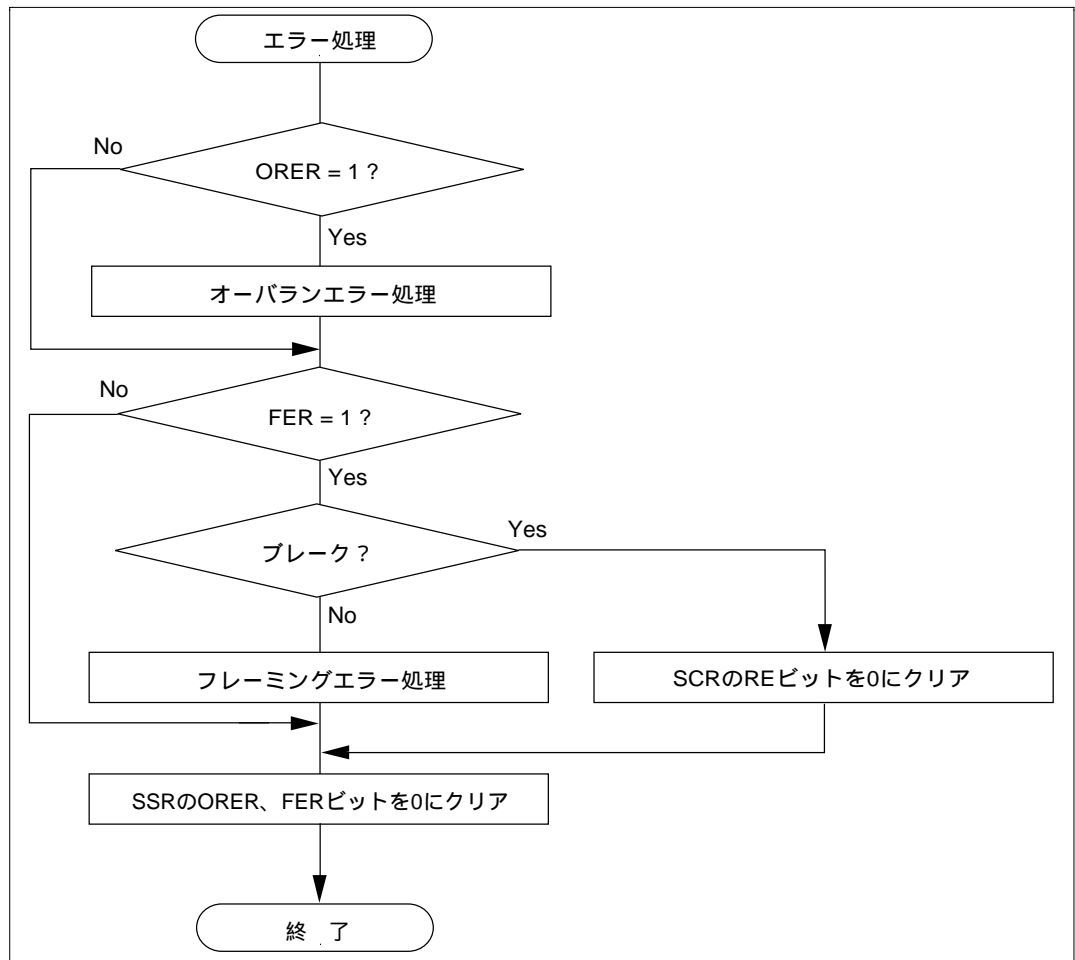 エラー処理
No
ORER = 1 ?
Yes
オーバランエラー処理
No
FER = 1 ?
Yes
ブレーク ?
Yes
No
フレーミングエラー処理
SCRのREビットを0にクリア
SSRのORER、FERビットを0にクリア
終 了